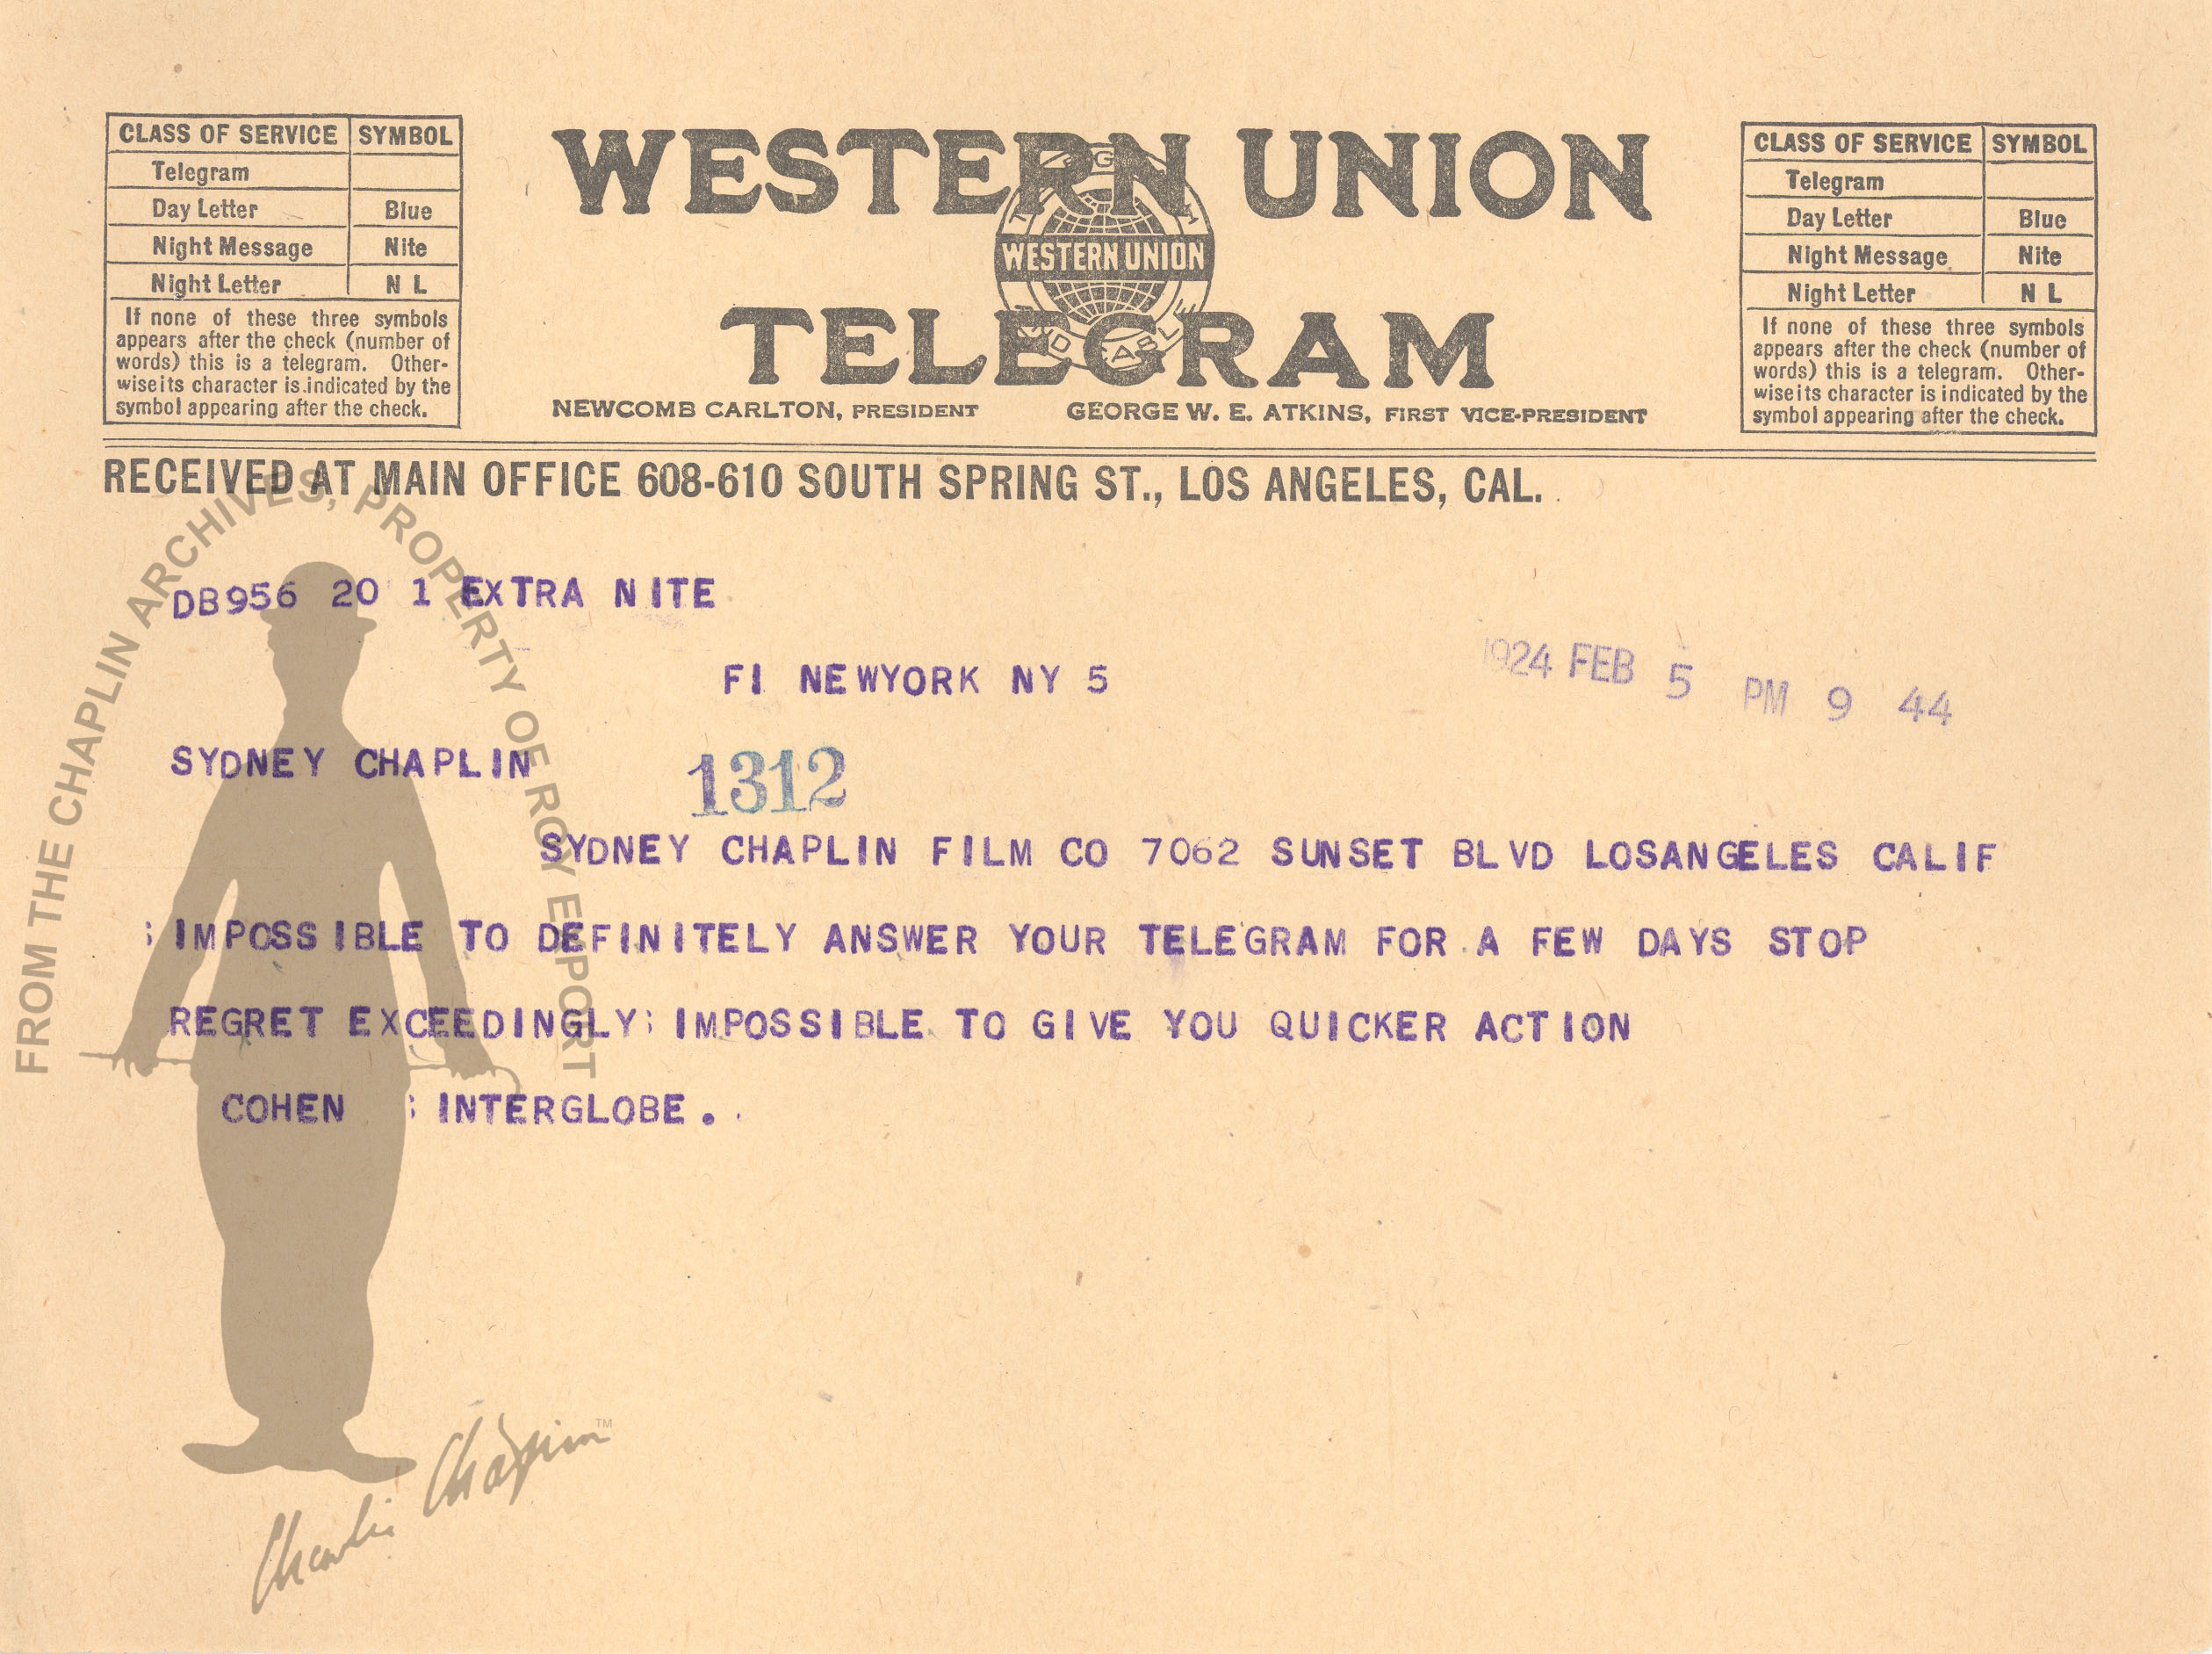 CLASS OF SERVICE SYMBOL
Telegram
Day Letter Blue
Night Message Nite
Night Letter N L
If none of these three symbols
appears after the check (number of
words) this is a telegram. Other-
wise its character is indicated by the
symbol appearing after the check.
WESTERN UNION
WESTERN UNION
TELEGRAM
NEWCOMB CARLTON, PRESIDENT GEORGE W. E. ATKINS, FIRST VICE-PRESIDENT
CLASS OF SERVICE SYMBOL
Telegram
Day Letter Blue
Night Message Nite
Night Letter N L
If none of these three symbols
appears after the check (number of
words) this is a telegram. Other-
wise its character is indicated by the
symbol appearing after the check.
RECEIVED AT MAIN OFFICE 608-610 SOUTH SPRING ST., LOS ANGELES, CAL.
DB956 20 1 EXTRA NITE
FI NEWYORK NY 5
1924 FEB 5 PM 9 44
SYDNEY CHAPLIN
1312
SYDNEY CHAPLIN FILM CO 7062 SUNSET BLVD LOSANGELES CALIF
IMPOSSIBLE TO DEFINITELY ANSWER YOUR TELEGRAM FOR A FEW DAYS STOP
REGRET EXCEEDINGLY IMPOSSIBLE TO GIVE YOU QUICKER ACTION
COHEN INTERGLOBE.
FROM THE CHAPLIN ARCHIVES, PROPERTY OF ROY EXPORT
Charlie Chaplin™